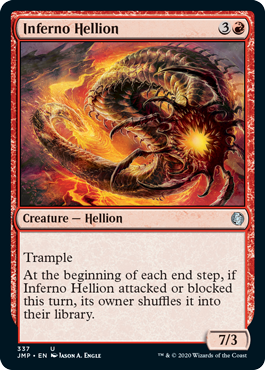 Inferno Hellion 3
Creature — Hellion
Trample
At the beginning of each end step, if
Inferno Hellion attacked or blocked
this turn, its owner shuffles it into
their library.
7/3
337 U
JMP • EN Jason A. Engle ™ & © 2020 Wizards of the Coast